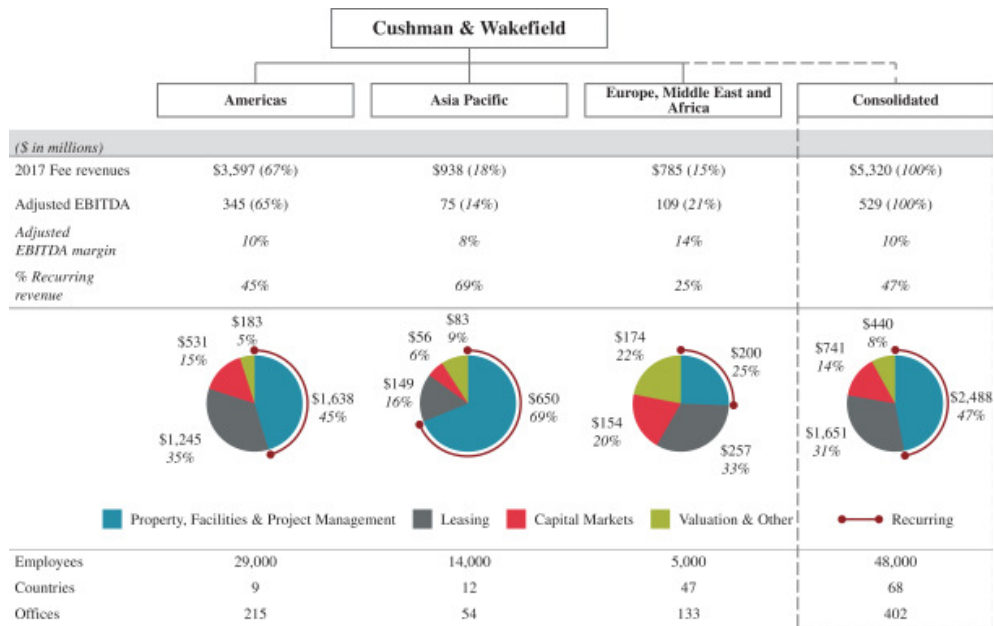 Cushman & Wakefield
Americas
Asia Pacific
Europe, Middle East and
Africa
Consolidated
($ in millions)
2017 Fee revenues $3,597 (67%) $938 (18%) $785 (15%) $5,320 (100%)
Adjusted EBITDA 345 (65%) 75 (14%) 109 (21%) 529 (100%)
Adjusted
EBITDA margin 10% 8% 14% 10%
% Recurring
revenue 45% 69% 25% 47%
$183
5%
$531
15%
$1,638
45%
$1,245
35%
$83
9%
$56
6%
$149
16%
$650
69%
$174
22%
$200
25%
$154
20%
$257
33%
$440
8%
$741
14%
$2,488
47%
$1,651
31%
Property, Facilities & Project Management Leasing Capital Markets Valuation & Other Recurring
Employees 29,000 14,000 5,000 48,000
Countries 9 12 47 68
Offices 215 54 133 402